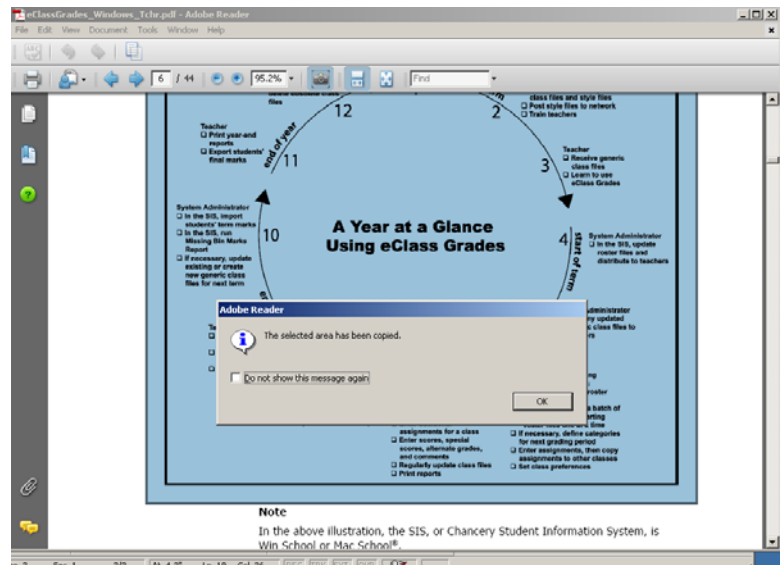 eClassGrades_Windows_Tchr.pdf - Adobe Reader
File Edit View Document Tools Window Help
6 / 44 95.2% Find
files
12
2
class files and style files
Post style files to network
Train teachers
Teacher
Print year-end
reports
Export students'
final marks
end of year
11
3
Teacher
Receive generic
class files
Learn to use
eClass Grades
System Administrator
In the SIS, import
students' term marks
In the SIS, run
Missing Bin Marks
Report
If necessary, update
existing or create
new generic class
files for next term
10
A Year at a Glance
Using eClass Grades
4
start of term
System Administrator
In the SIS, update
roster files and
distribute to teachers
Adobe Reader
The selected area has been copied.
Do not show this message again
OK
class files to
roster
a batch of
assignments for a class
Enter scores, special
scores, alternate grades,
and comments
Regularly update class files
Print reports
If necessary, define categories
for next grading period
Enter assignments, then copy
assignments to other classes
Set class preferences
Note
In the above illustration, the SIS, or Chancery Student Information System, is
Win School or Mac School®.